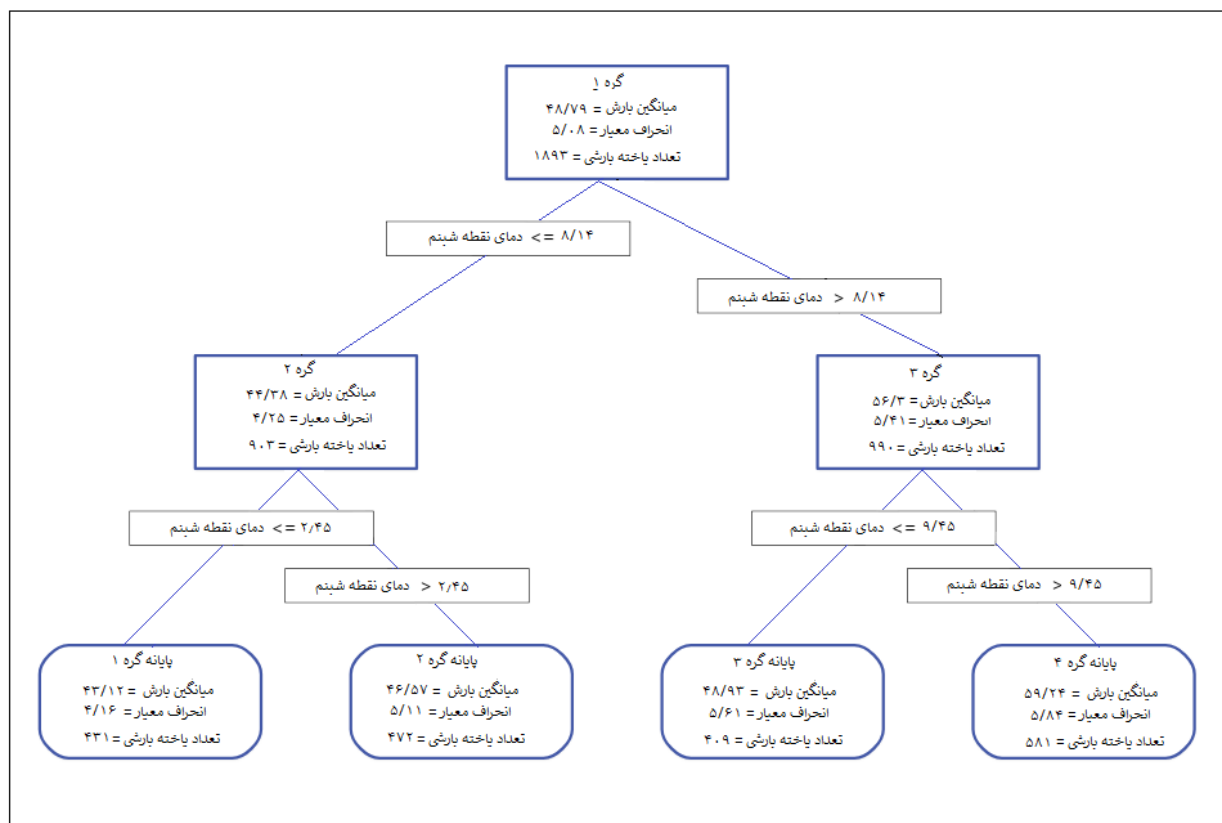 گره ۱
میانگین بارش = ۴۸/۷۹
انحراف معیار = ۵/۰۸
تعداد یاخته بارشی = ۱۸۹۳
دمای نقطه شبنم <= ۸/۱۴
دمای نقطه شبنم > ۸/۱۴
گره ۲
میانگین بارش = ۴۴/۳۸
انحراف معیار = ۴/۲۵
تعداد یاخته بارشی = ۹۰۳
گره ۳
میانگین بارش = ۵۶/۳
انحراف معیار = ۵/۴۱
تعداد یاخته بارشی = ۹۹۰
دمای نقطه شبنم <= ۲٫۴۵
دمای نقطه شبنم > ۲٫۴۵
دمای نقطه شبنم <= ۹/۴۵
دمای نقطه شبنم > ۹/۴۵
پایانه گره ۱
میانگین بارش = ۴۳/۱۲
انحراف معیار = ۴/۱۶
تعداد یاخته بارشی = ۴۳۱
پایانه گره ۲
میانگین بارش = ۴۶/۵۷
انحراف معیار = ۵/۱۱
تعداد یاخته بارشی = ۴۷۲
پایانه گره ۳
میانگین بارش = ۴۸/۹۳
انحراف معیار = ۵/۶۱
تعداد یاخته بارشی = ۴۰۹
پایانه گره ۴
میانگین بارش = ۵۹/۲۴
انحراف معیار = ۵/۸۴
تعداد یاخته بارشی = ۵۸۱